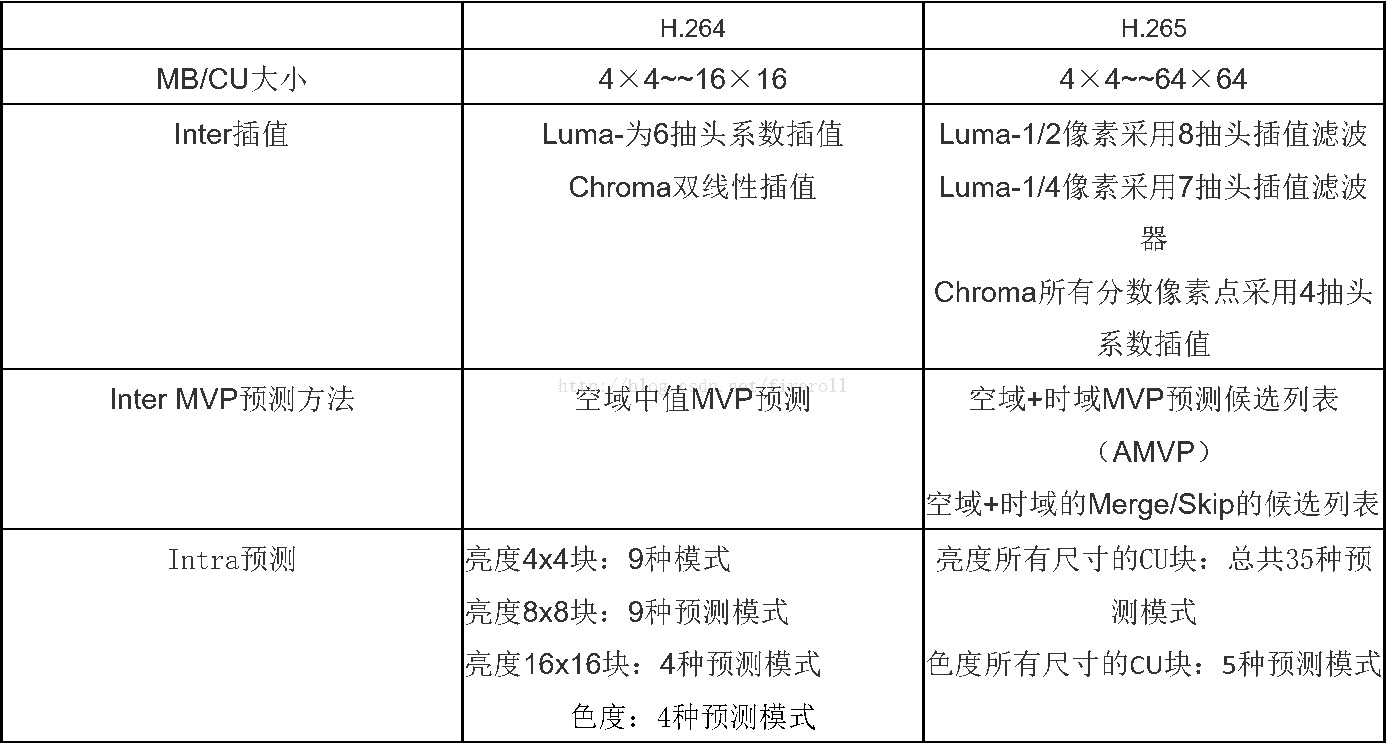 H.264
H.265
MB/CU大小
4×4~~16×16
4×4~~64×64
Inter插值
Luma-为6抽头系数插值
Chroma双线性插值
Luma-1/2像素采用8抽头插值滤波
Luma-1/4像素采用7抽头插值滤波
器
Chroma所有分数像素点采用4抽头
系数插值
http://blog.csdn.net/fireroll
Inter MVP预测方法
空域中值MVP预测
空域+时域MVP预测候选列表
（AMVP）
空域+时域的Merge/Skip的候选列表
Intra预测
亮度4x4块：9种模式
亮度8x8块：9种预测模式
亮度16x16块：4种预测模式
色度：4种预测模式
亮度所有尺寸的CU块：总共35种预
测模式
色度所有尺寸的CU块：5种预测模式